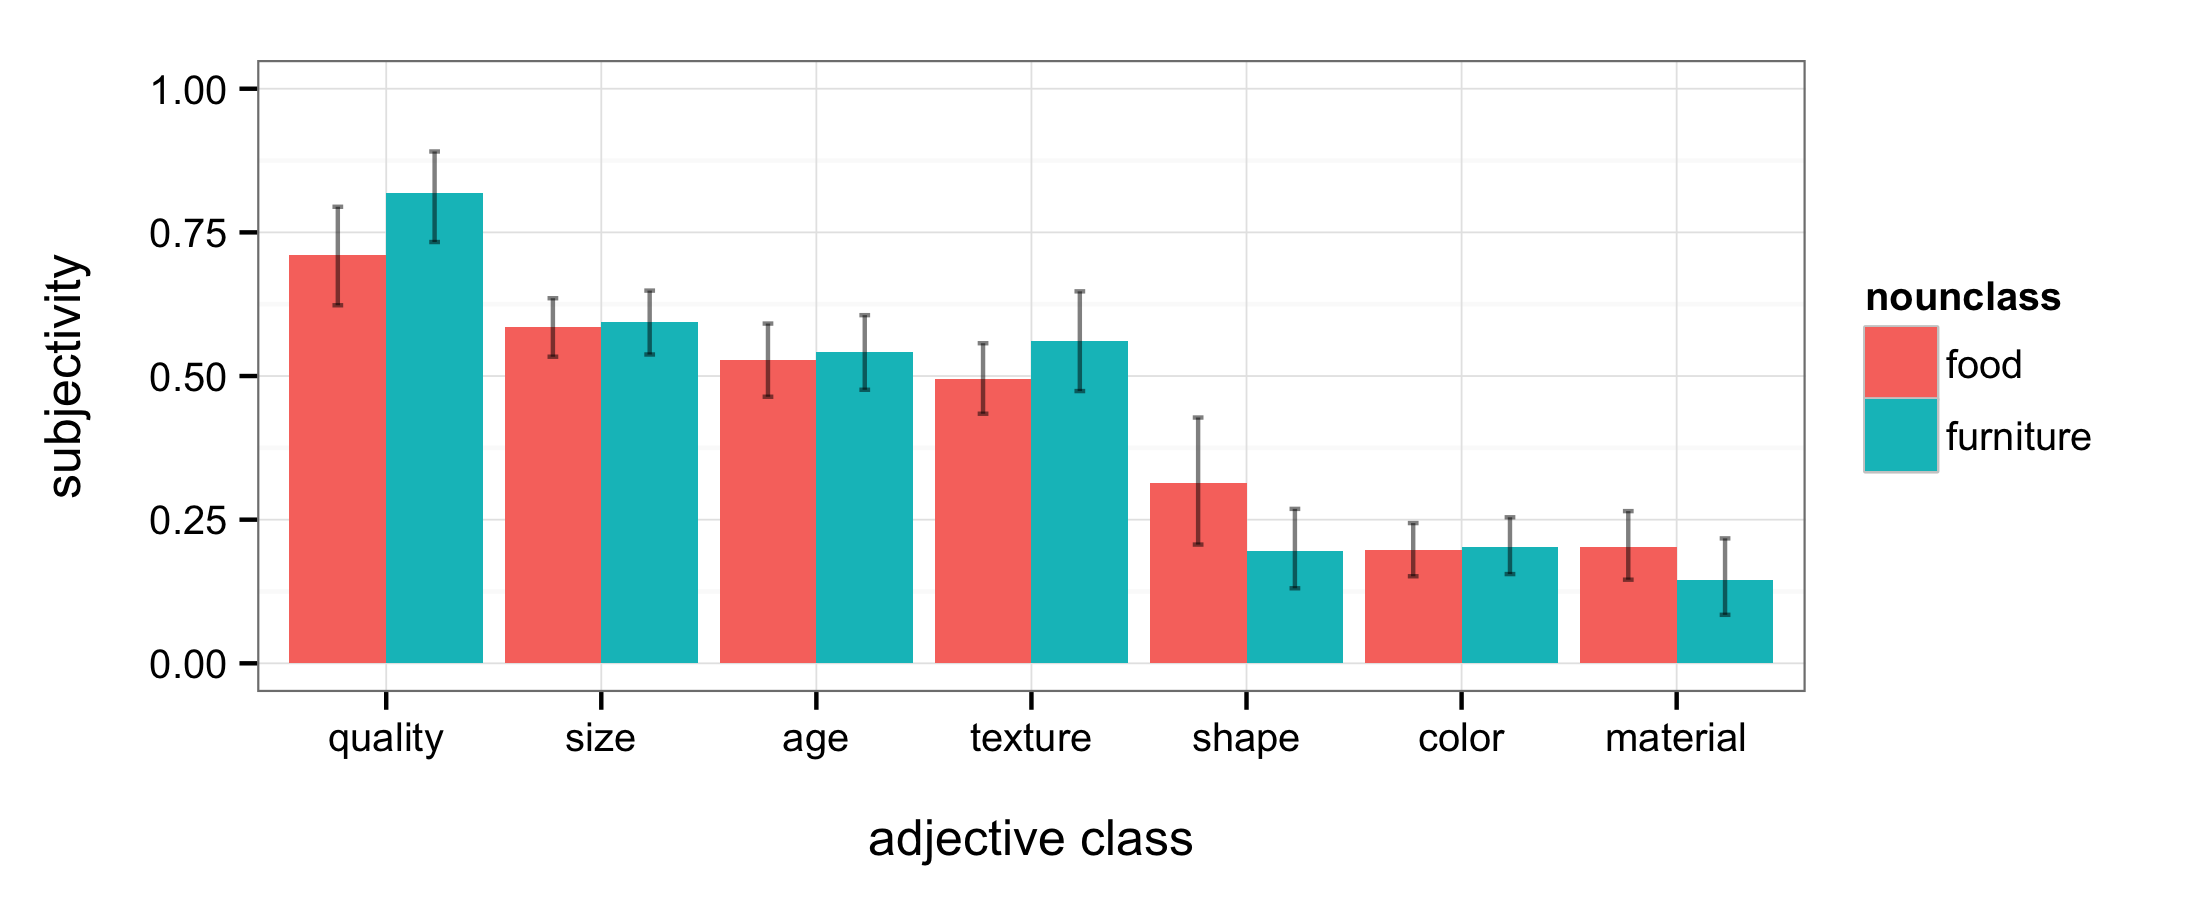 1.00
0.75
0.50
0.25
0.00
subjectivity
quality size age texture shape color material
adjective class
nounclass
food
furniture